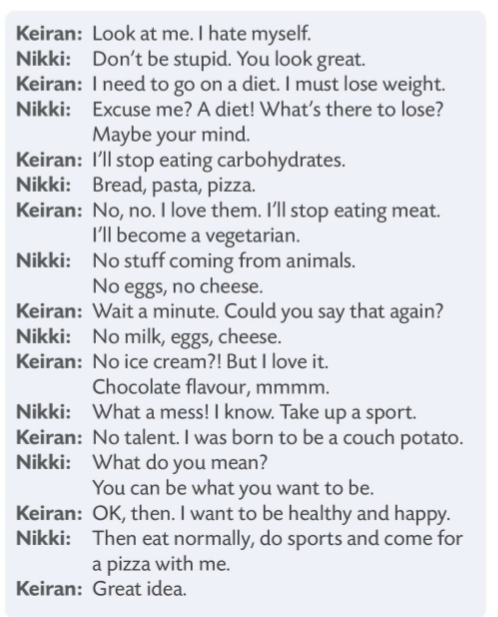 Keiran: Look at me. I hate myself.
Nikki: Don't be stupid. You look great.
Keiran: I need to go on a diet. I must lose weight.
Nikki: Excuse me? A diet! What's there to lose?
Maybe your mind.
Keiran: I'll stop eating carbohydrates.
Nikki: Bread, pasta, pizza.
Keiran: No, no. I love them. I'll stop eating meat.
I'll become a vegetarian.
Nikki: No stuff coming from animals.
No eggs, no cheese.
Keiran: Wait a minute. Could you say that again?
Nikki: No milk, eggs, cheese.
Keiran: No ice cream?! But I love it.
Chocolate flavour, mmmm.
Nikki: What a mess! I know. Take up a sport.
Keiran: No talent. I was born to be a couch potato.
Nikki: What do you mean?
You can be what you want to be.
Keiran: OK, then. I want to be healthy and happy.
Nikki: Then eat normally, do sports and come for
a pizza with me.
Keiran: Great idea.